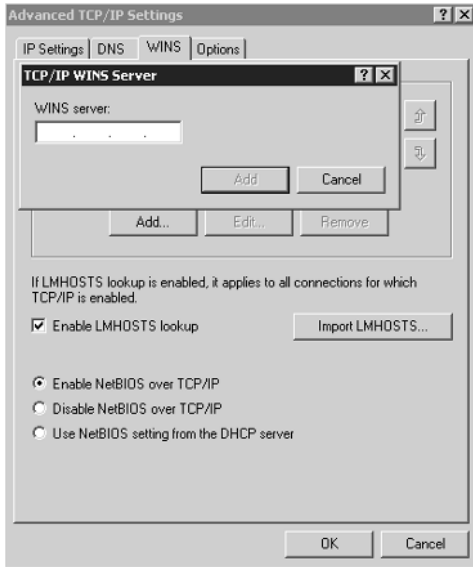 Advanced TCP/IP Settings
IP Settings DNS WINS Options
TCP/IP WINS Server
WINS server:
. . .
Add Cancel
Add... Edit... Remove
If LMHOSTS lookup is enabled, it applies to all connections for which
TCP/IP is enabled.
Enable LMHOSTS lookup Import LMHOSTS...
Enable NetBIOS over TCP/IP
Disable NetBIOS over TCP/IP
Use NetBIOS setting from the DHCP server
OK Cancel